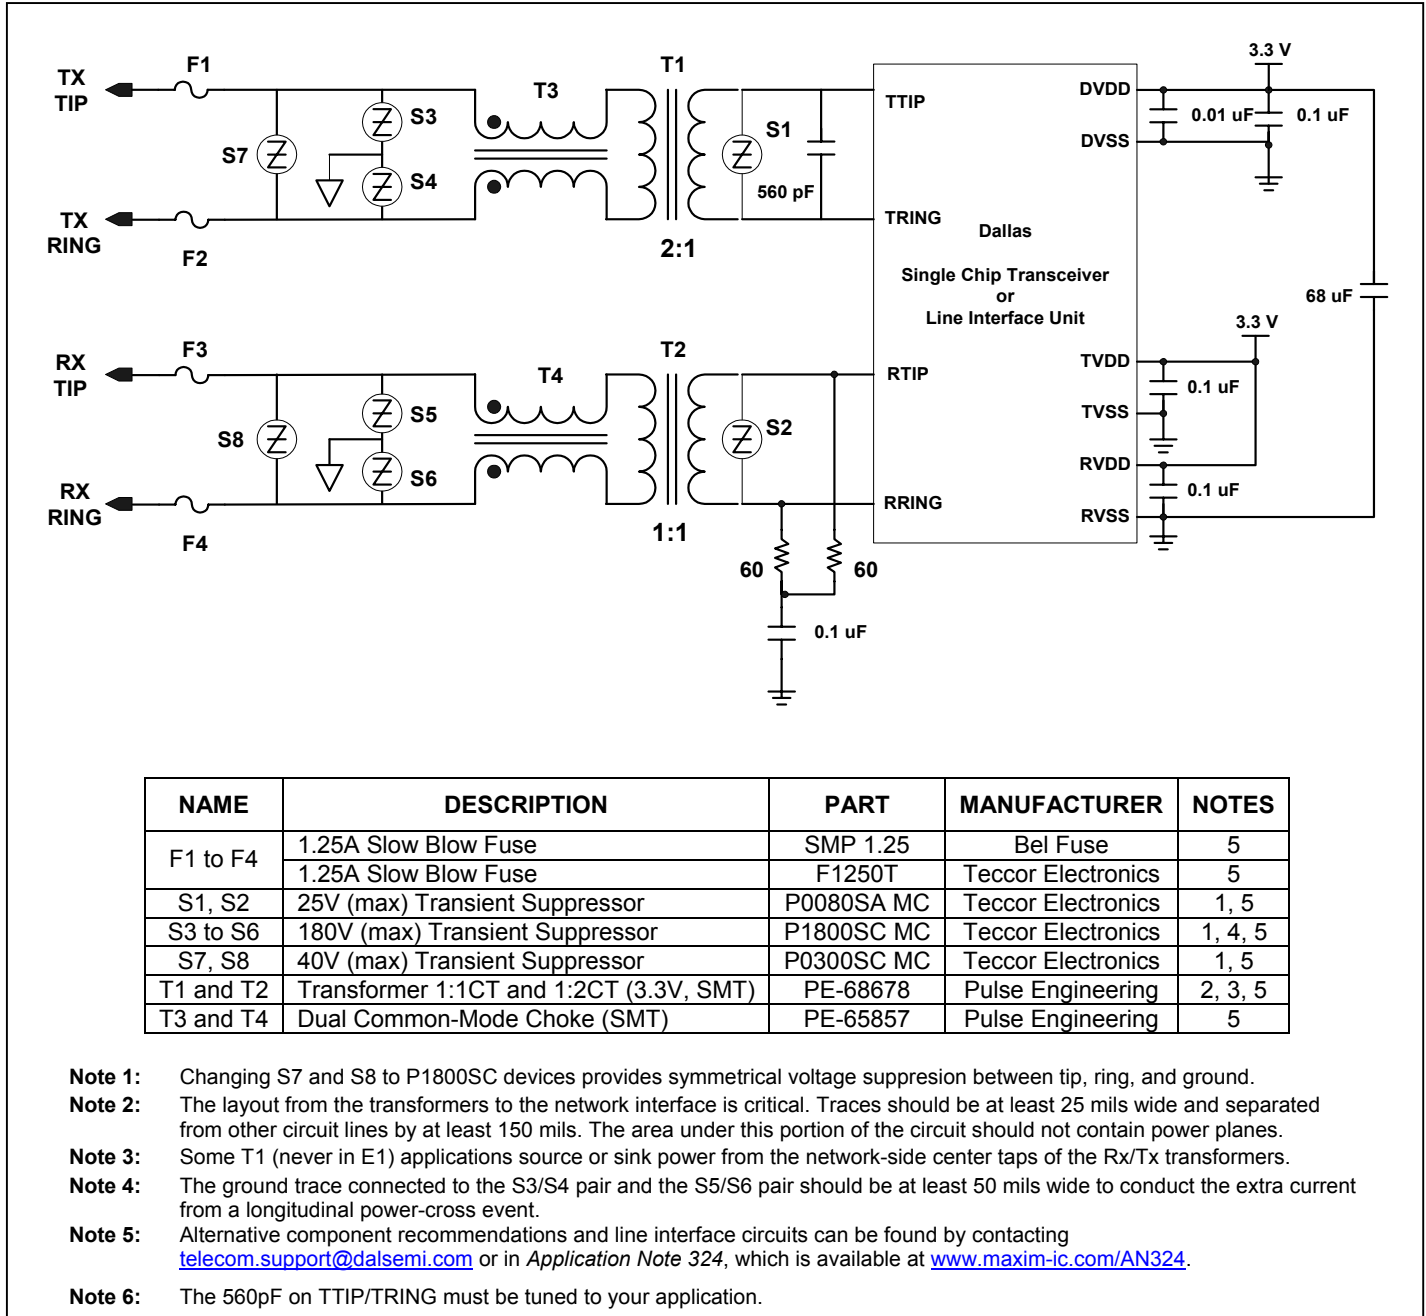 F1
T1
3.3 V
TX
TIP
T3
DVDD
TTIP
S3
S1
0.01 uF
0.1 uF
DVSS
S7
S4
560 pF
TX
RING
TRING
F2
2:1
Dallas
Single Chip Transceiver
or
Line Interface Unit
68 uF
3.3 V
F3
T2
RX
TIP
T4
RTIP
TVDD
0.1 uF
S5
TVSS
S8
S2
RVDD
S6
0.1 uF
RX
RING
RRING
RVSS
F4
1:1
60
60
0.1 uF
NAME DESCRIPTION PART MANUFACTURER NOTES
F1 to F4 1.25A Slow Blow Fuse SMP 1.25 Bel Fuse 5
1.25A Slow Blow Fuse F1250T Teccor Electronics 5
S1, S2 25V (max) Transient Suppressor P0080SA MC Teccor Electronics 1, 5
S3 to S6 180V (max) Transient Suppressor P1800SC MC Teccor Electronics 1, 4, 5
S7, S8 40V (max) Transient Suppressor P0300SC MC Teccor Electronics 1, 5
T1 and T2 Transformer 1:1CT and 1:2CT (3.3V, SMT) PE-68678 Pulse Engineering 2, 3, 5
T3 and T4 Dual Common-Mode Choke (SMT) PE-65857 Pulse Engineering 5
Note 1: Changing S7 and S8 to P1800SC devices provides symmetrical voltage suppresion between tip, ring, and ground.
Note 2: The layout from the transformers to the network interface is critical. Traces should be at least 25 mils wide and separated
from other circuit lines by at least 150 mils. The area under this portion of the circuit should not contain power planes.
Note 3: Some T1 (never in E1) applications source or sink power from the network-side center taps of the Rx/Tx transformers.
Note 4: The ground trace connected to the S3/S4 pair and the S5/S6 pair should be at least 50 mils wide to conduct the extra current
from a longitudinal power-cross event.
Note 5: Alternative component recommendations and line interface circuits can be found by contacting
telecom.support@dalsemi.com or in Application Note 324, which is available at www.maxim-ic.com/AN324.
Note 6: The 560pF on TTIP/TRING must be tuned to your application.